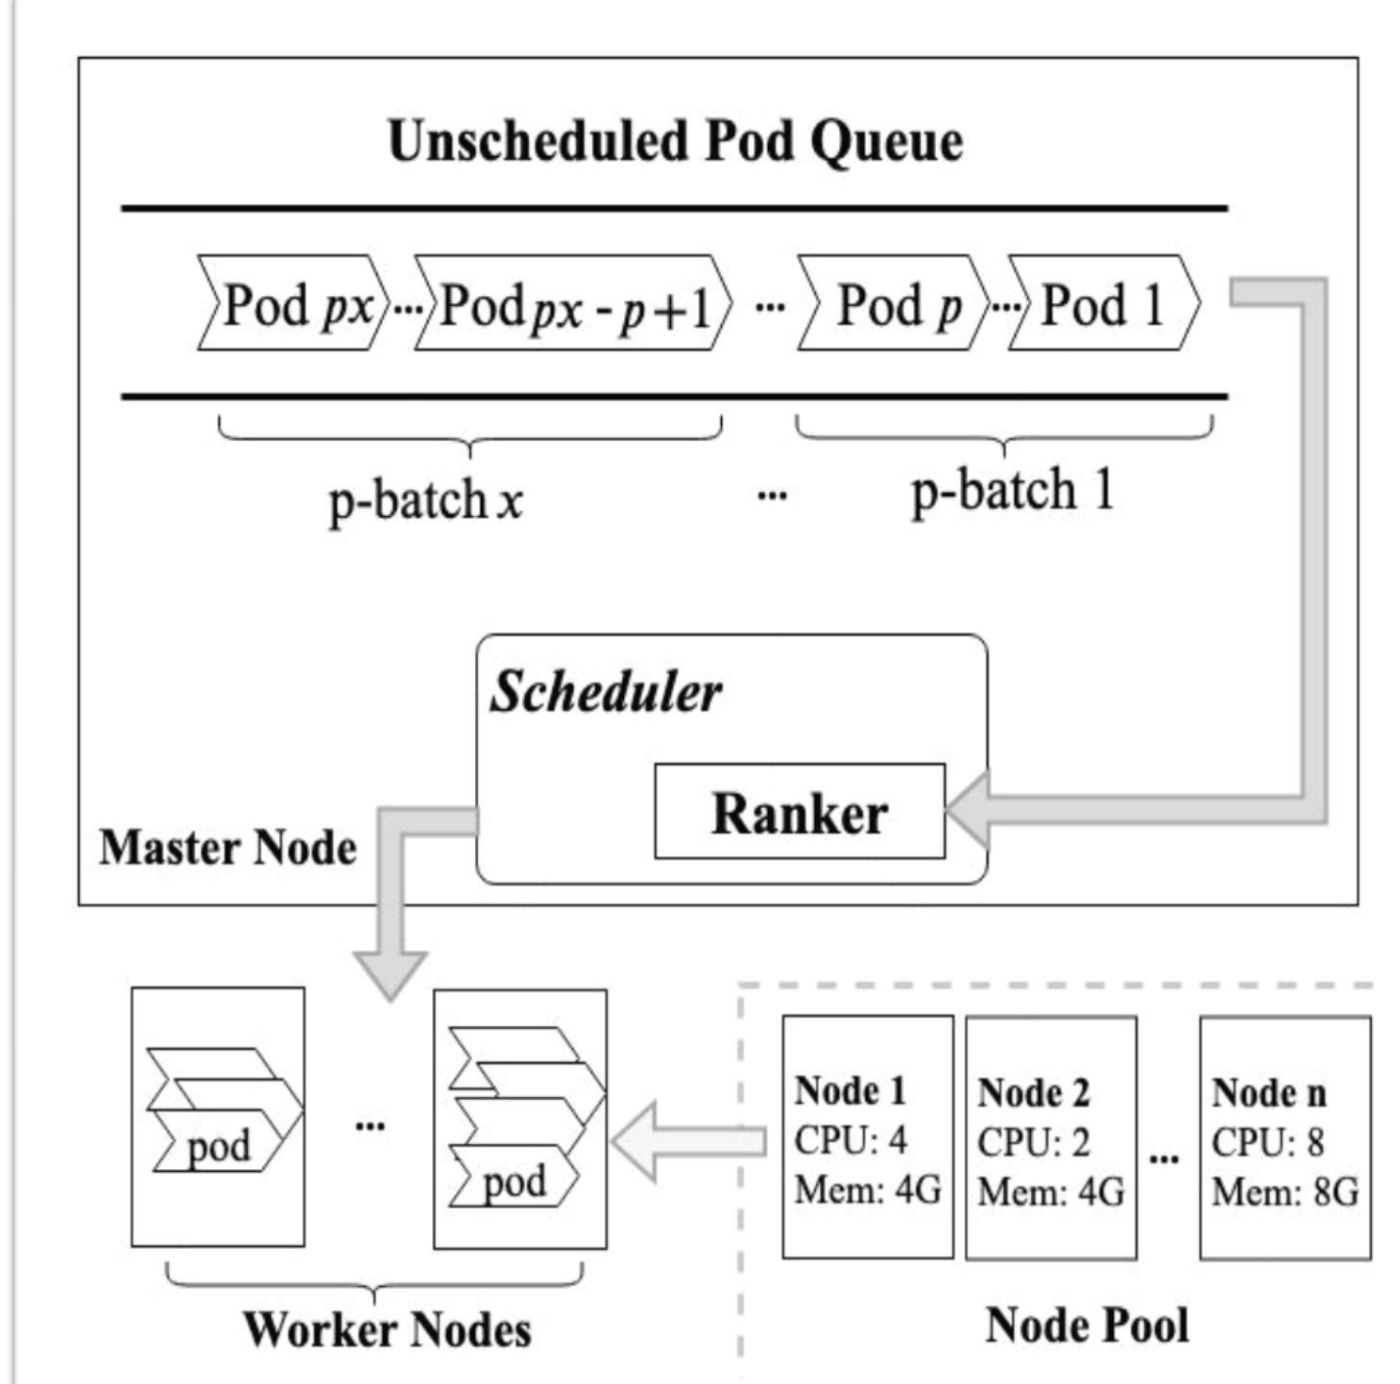 Unscheduled Pod Queue
Pod px ... Pod px - p+1 ... Pod p ... Pod 1
p-batch x ... p-batch 1
Scheduler
Ranker
Master Node
pod
...
pod
Worker Nodes
Node 1
CPU: 4
Mem: 4G
Node 2
CPU: 2
Mem: 4G
...
Node n
CPU: 8
Mem: 8G
Node Pool